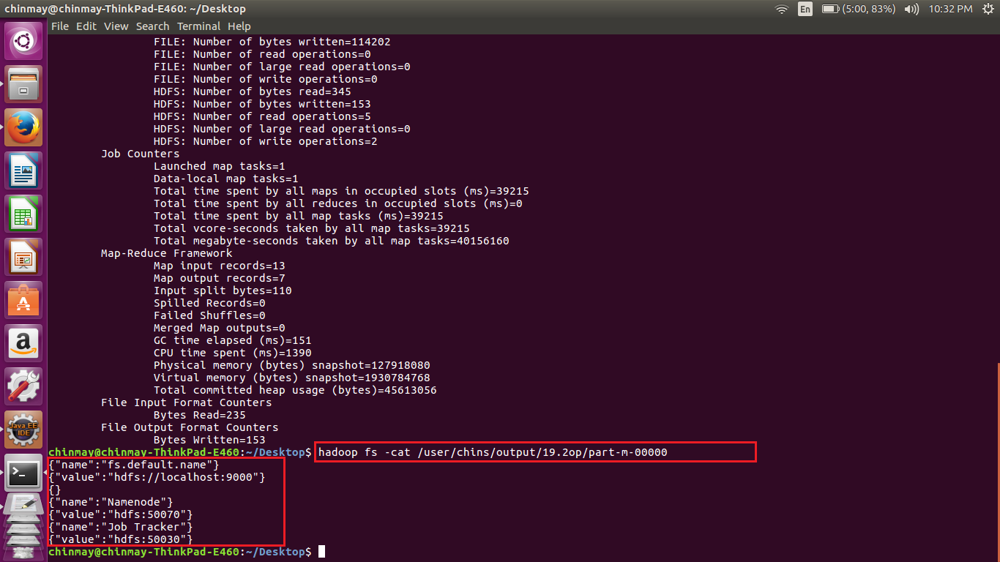 chinmay@chinmay-ThinkPad-E460: ~/Desktop
En
(5:00, 83%)
10:32 PM
File Edit View Search Terminal Help
FILE: Number of bytes written=114202
FILE: Number of read operations=0
FILE: Number of large read operations=0
FILE: Number of write operations=0
HDFS: Number of bytes read=345
HDFS: Number of bytes written=153
HDFS: Number of read operations=5
HDFS: Number of large read operations=0
HDFS: Number of write operations=2
Job Counters
Launched map tasks=1
Data-local map tasks=1
Total time spent by all maps in occupied slots (ms)=39215
Total time spent by all reduces in occupied slots (ms)=0
Total time spent by all map tasks (ms)=39215
Total vcore-seconds taken by all map tasks=39215
Total megabyte-seconds taken by all map tasks=40156160
Map-Reduce Framework
Map input records=13
Map output records=7
Input split bytes=110
Spilled Records=0
Failed Shuffles=0
Merged Map outputs=0
GC time elapsed (ms)=151
CPU time spent (ms)=1390
Physical memory (bytes) snapshot=127918080
Virtual memory (bytes) snapshot=1930784768
Total committed heap usage (bytes)=45613056
File Input Format Counters
Bytes Read=235
File Output Format Counters
Bytes Written=153
chinmay@chinmay-ThinkPad-E460:~/Desktop$ hadoop fs -cat /user/chins/output/19.2op/part-m-00000
{"name":"fs.default.name"}
{"value":"hdfs://localhost:9000"}
{}
{"name":"Namenode"}
{"value":"hdfs:50070"}
{"name":"Job Tracker"}
{"value":"hdfs:50030"}
chinmay@chinmay-ThinkPad-E460:~/Desktop$
a
Java EE
IDE